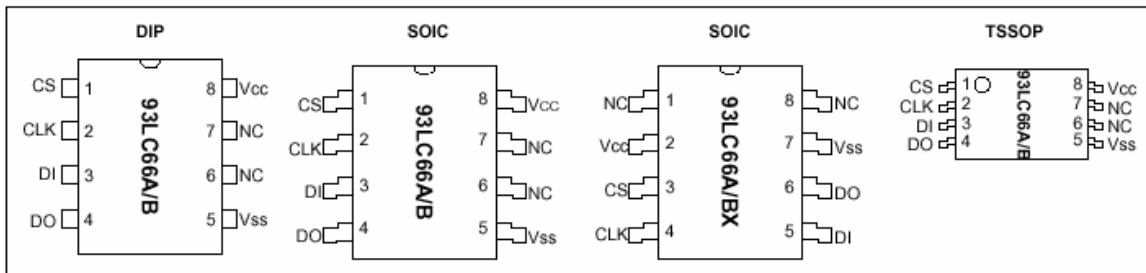 DIP
CS 1 8 Vcc
CLK 2 7 NC
DI 3 6 NC
DO 4 5 Vss
93LC66A/B
SOIC
CS 1 8 Vcc
CLK 2 7 NC
DI 3 6 NC
DO 4 5 Vss
93LC66A/B
SOIC
NC 1 8 NC
Vcc 2 7 Vss
CS 3 6 DO
CLK 4 5 DI
93LC66A/BX
TSSOP
CS 1 8 Vcc
CLK 2 7 NC
DI 3 6 NC
DO 4 5 Vss
93LC66A/B